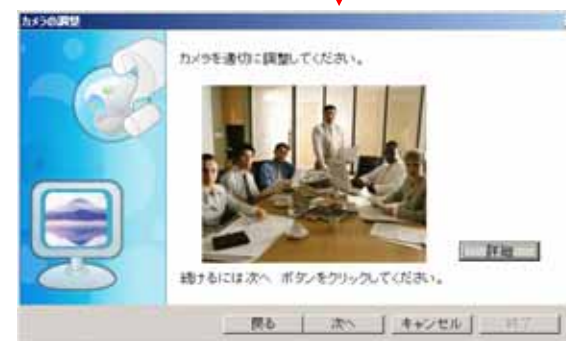 カメラの調整
カメラを適切に調整してください。
詳細
続けるには次へ ボタンをクリックしてください。
戻る
次へ
キャンセル
終了